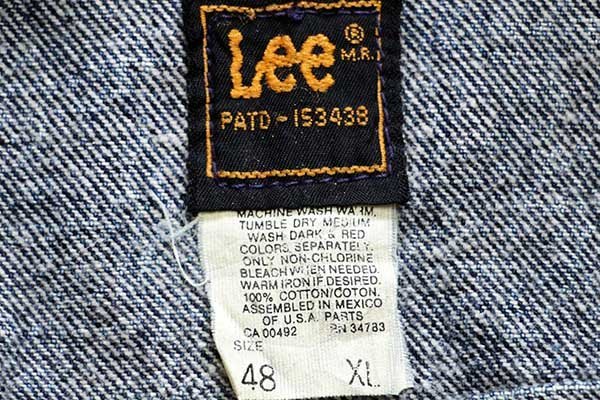 Lee ® M.R.
PATD-153438
MACHINE WASH WARM.
TUMBLE DRY MEDIUM
WASH DARK & RED
COLORS SEPARATELY.
ONLY NON-CHLORINE
BLEACH WHEN NEEDED.
WARM IRON IF DESIRED.
100% COTTON/COTON.
ASSEMBLED IN MEXICO
OF U.S.A. PARTS
CA 00492 RN 34783
SIZE
48 XL